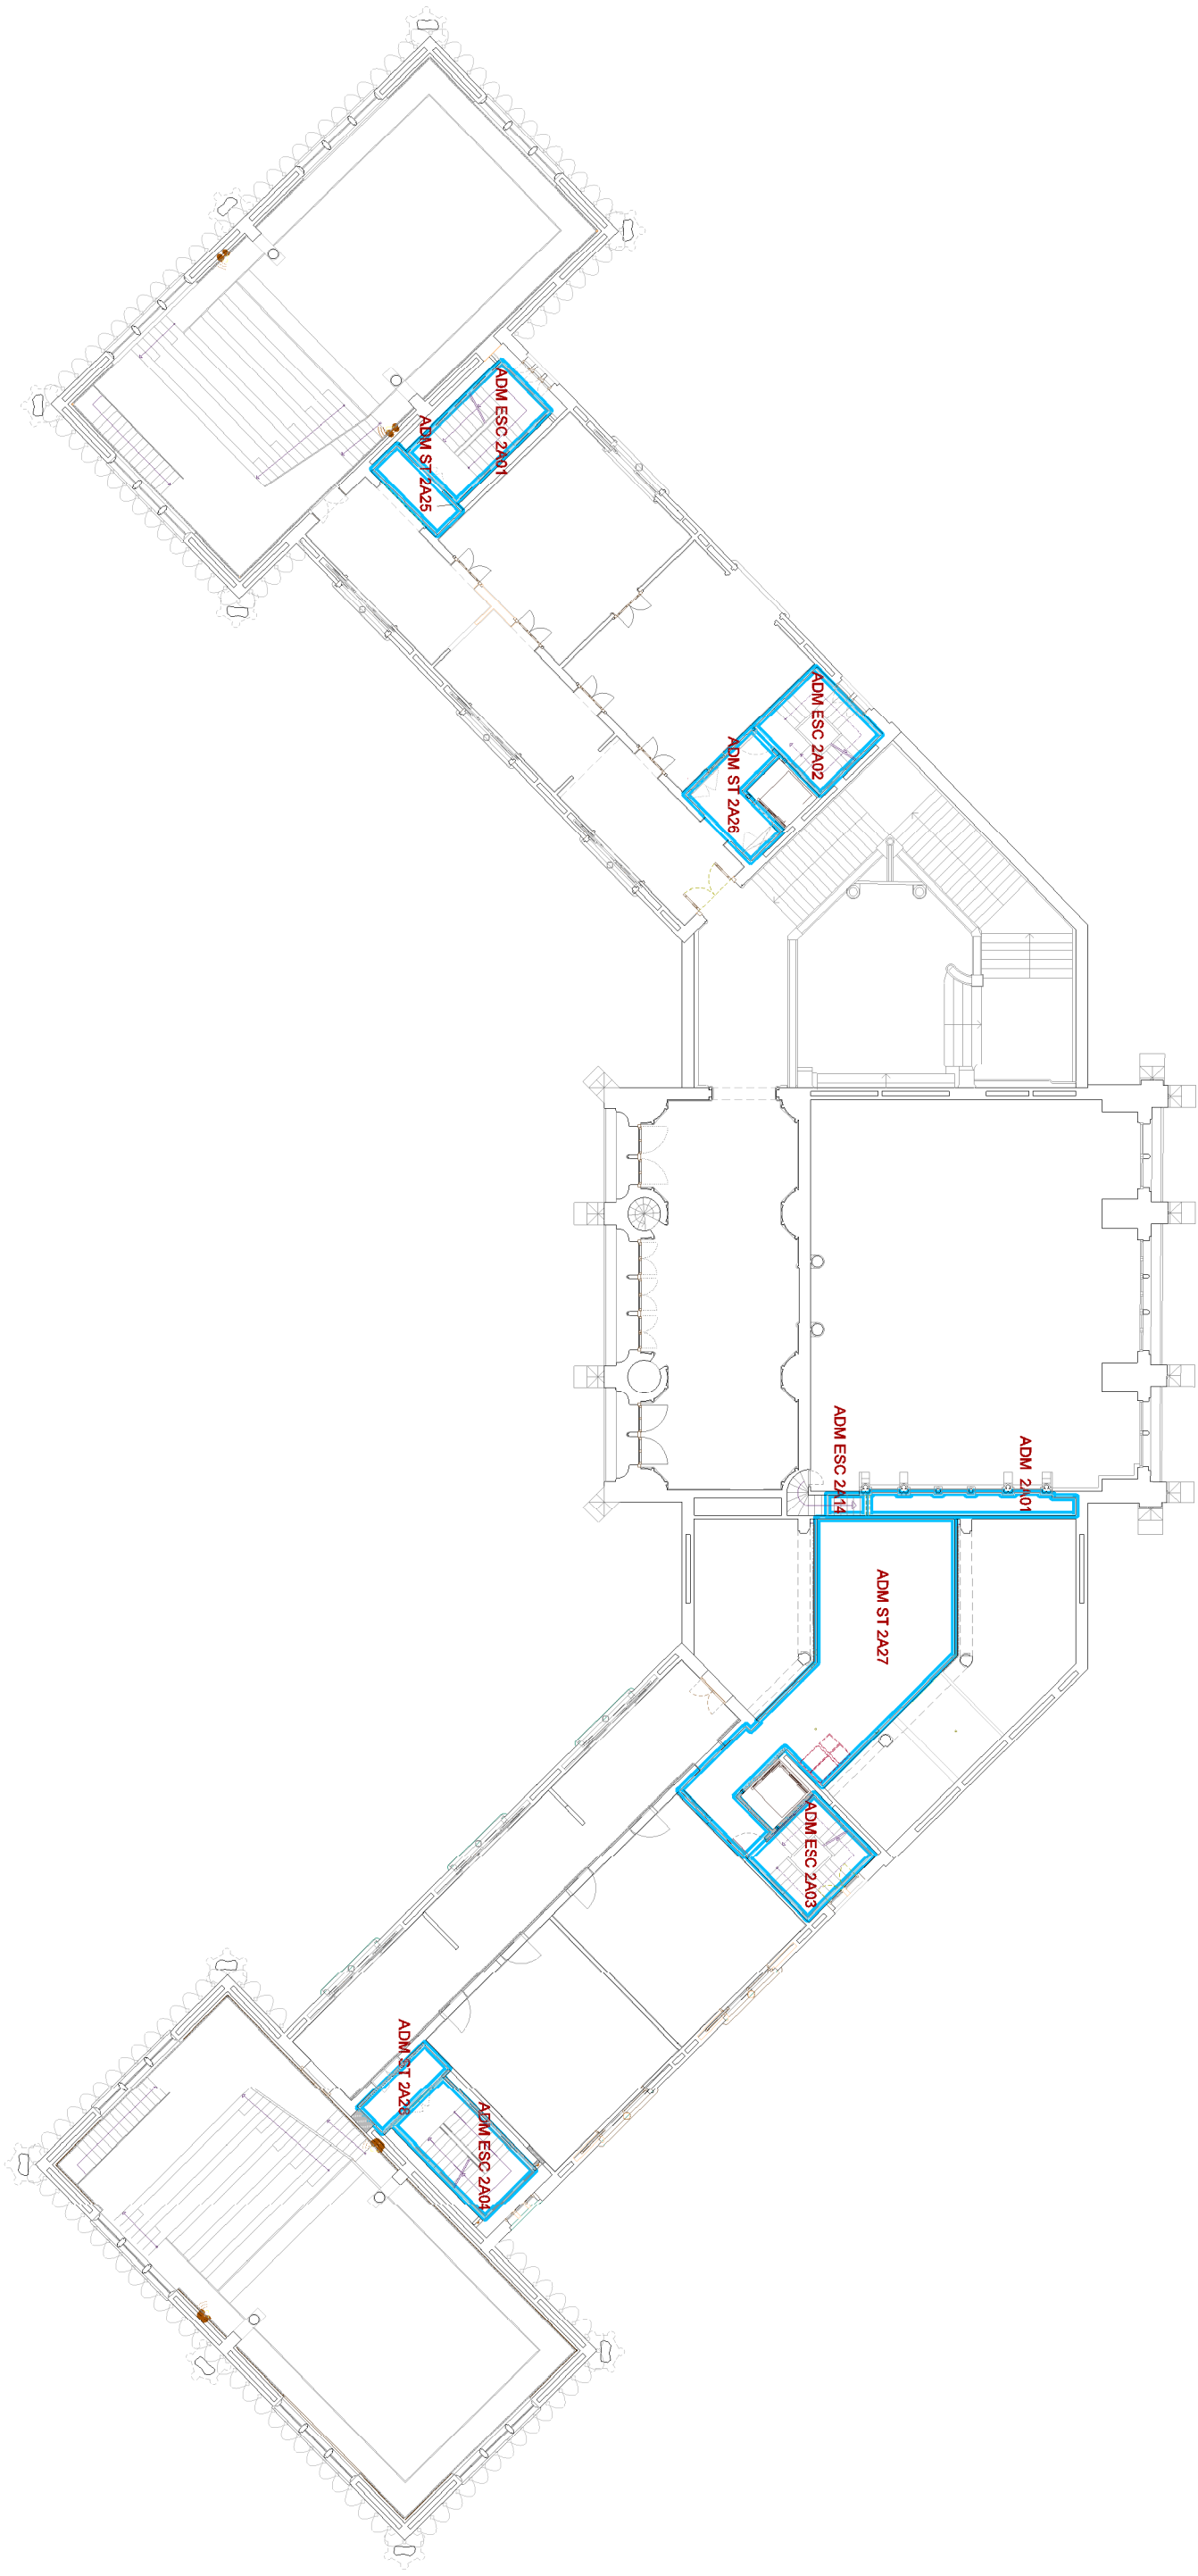 ADM ESC 2A01
ADM ST 2A25
ADM ESC 2A02
ADM ST 2A26
ADM ESC 2A14
ADM 2A01
ADM ST 2A27
ADM ESC 2A03
ADM ST 2A28
ADM ESC 2A04